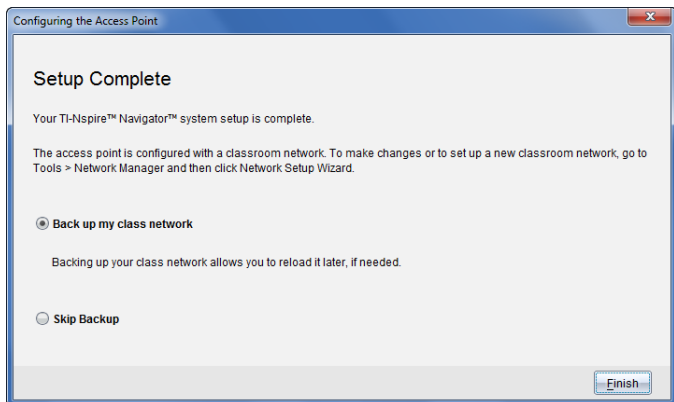 Configuring the Access Point
Setup Complete
Your TI-Nspire™ Navigator™ system setup is complete.
The access point is configured with a classroom network. To make changes or to set up a new classroom network, go to
Tools > Network Manager and then click Network Setup Wizard.
Back up my class network
Backing up your class network allows you to reload it later, if needed.
Skip Backup
Finish